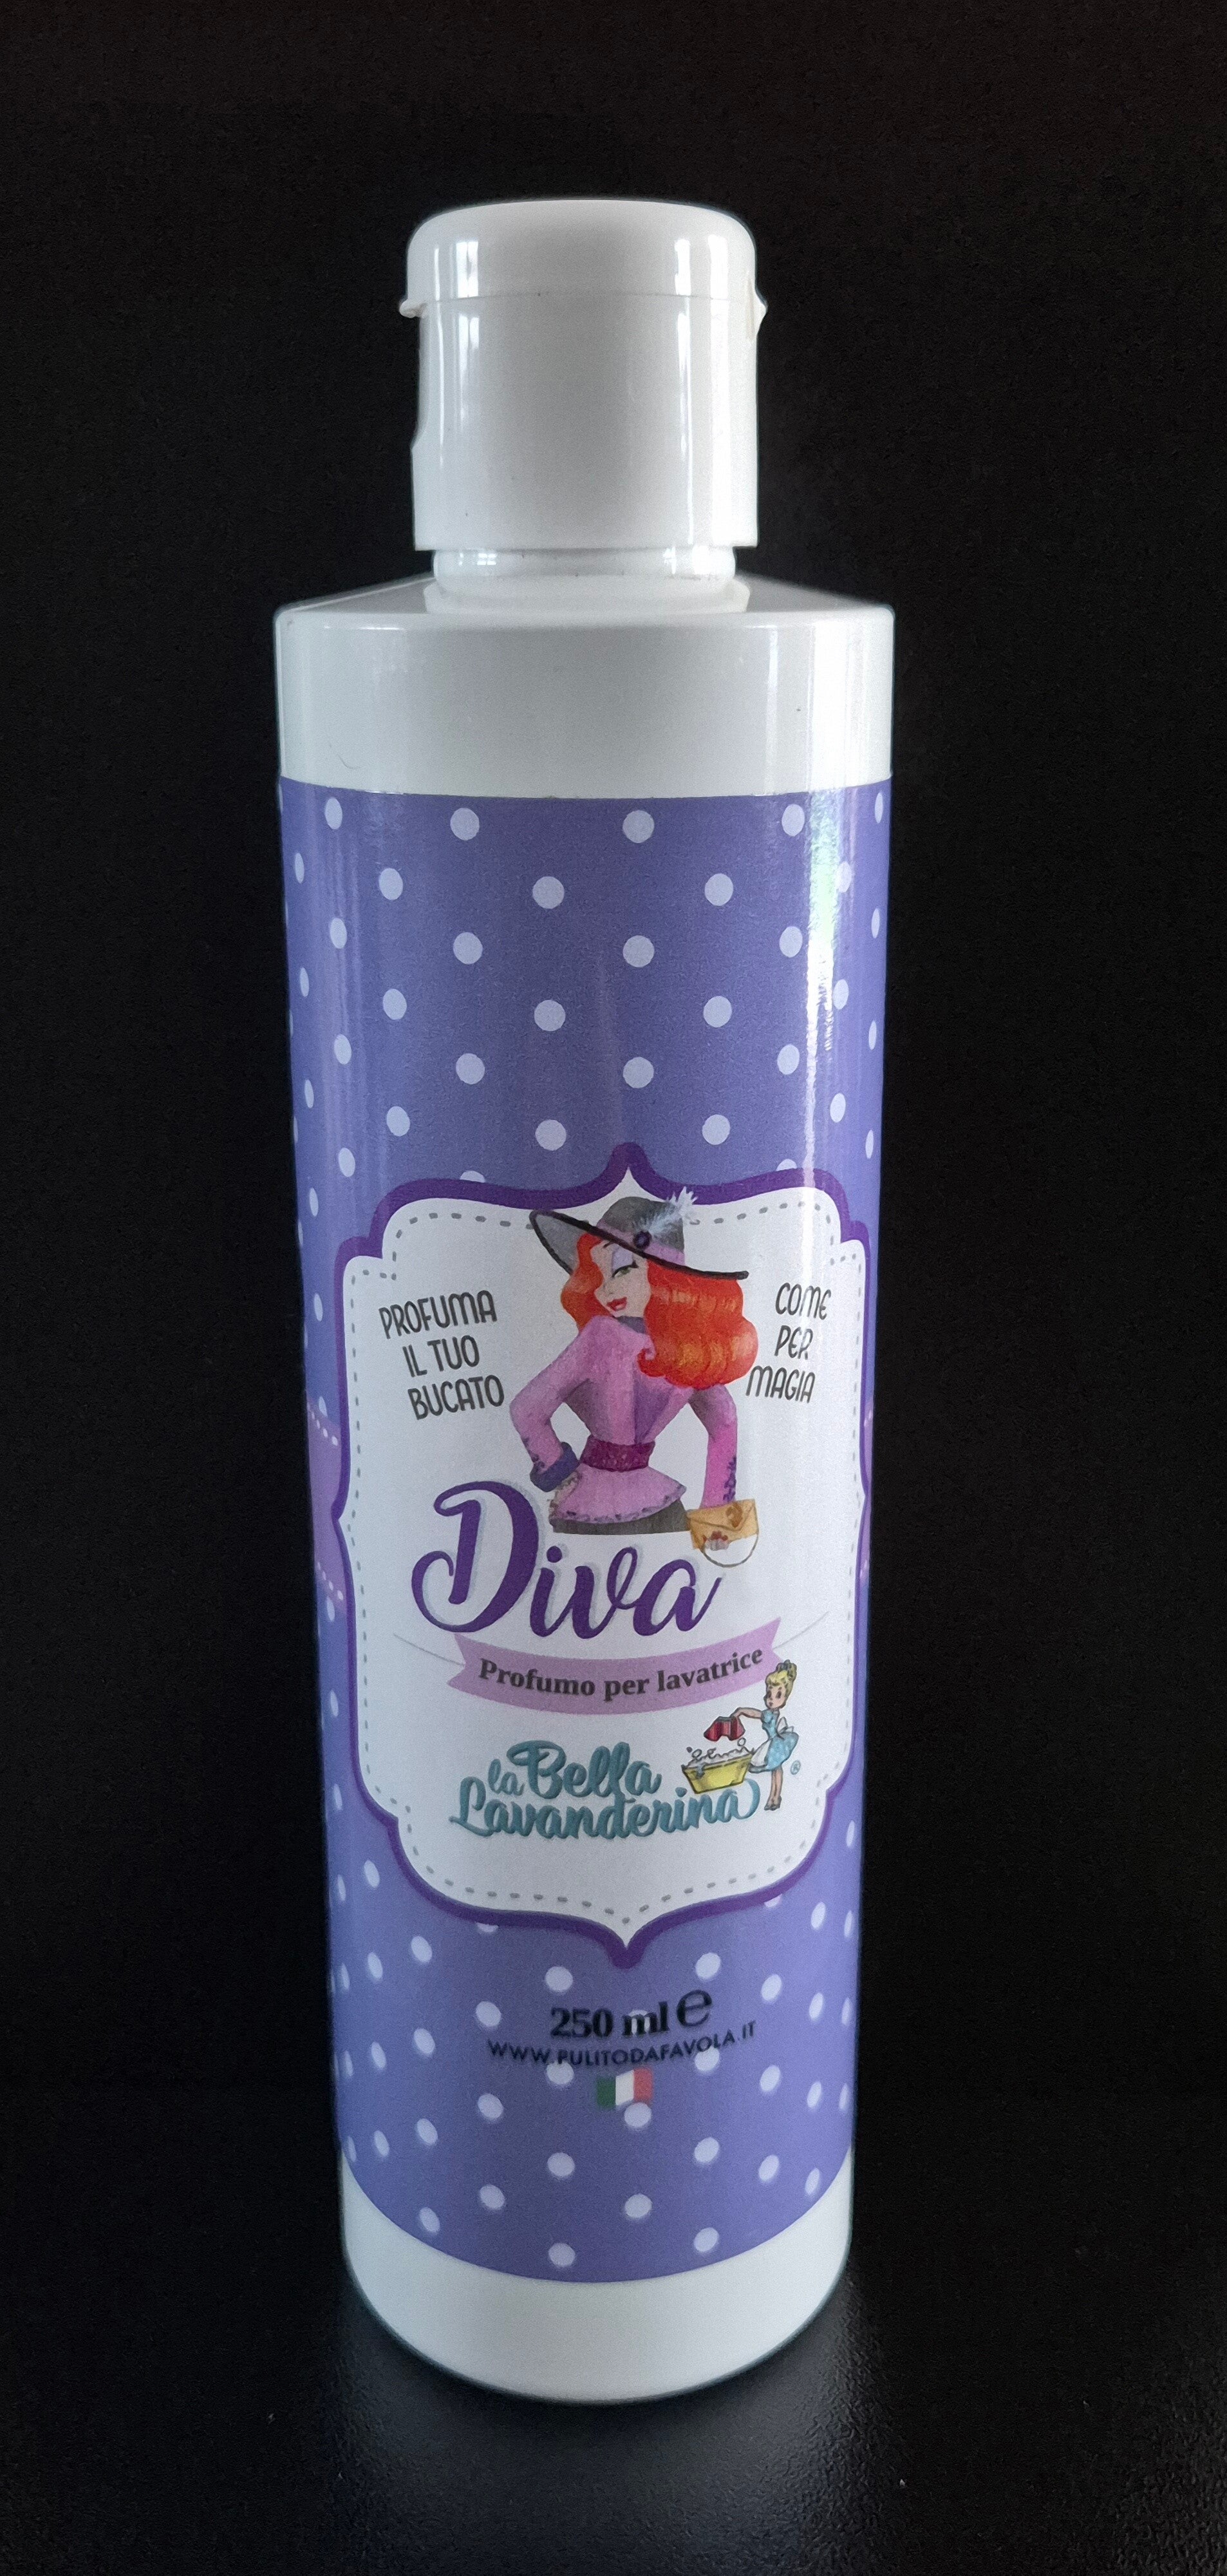 PROFUMA
IL TUO
BUCATO
COME
PER
MAGIA
Diva
Profumo per lavatrice
la Bella
Lavanderina
®
250 ml ℮
WWW.PULITODAFAVOLA.IT